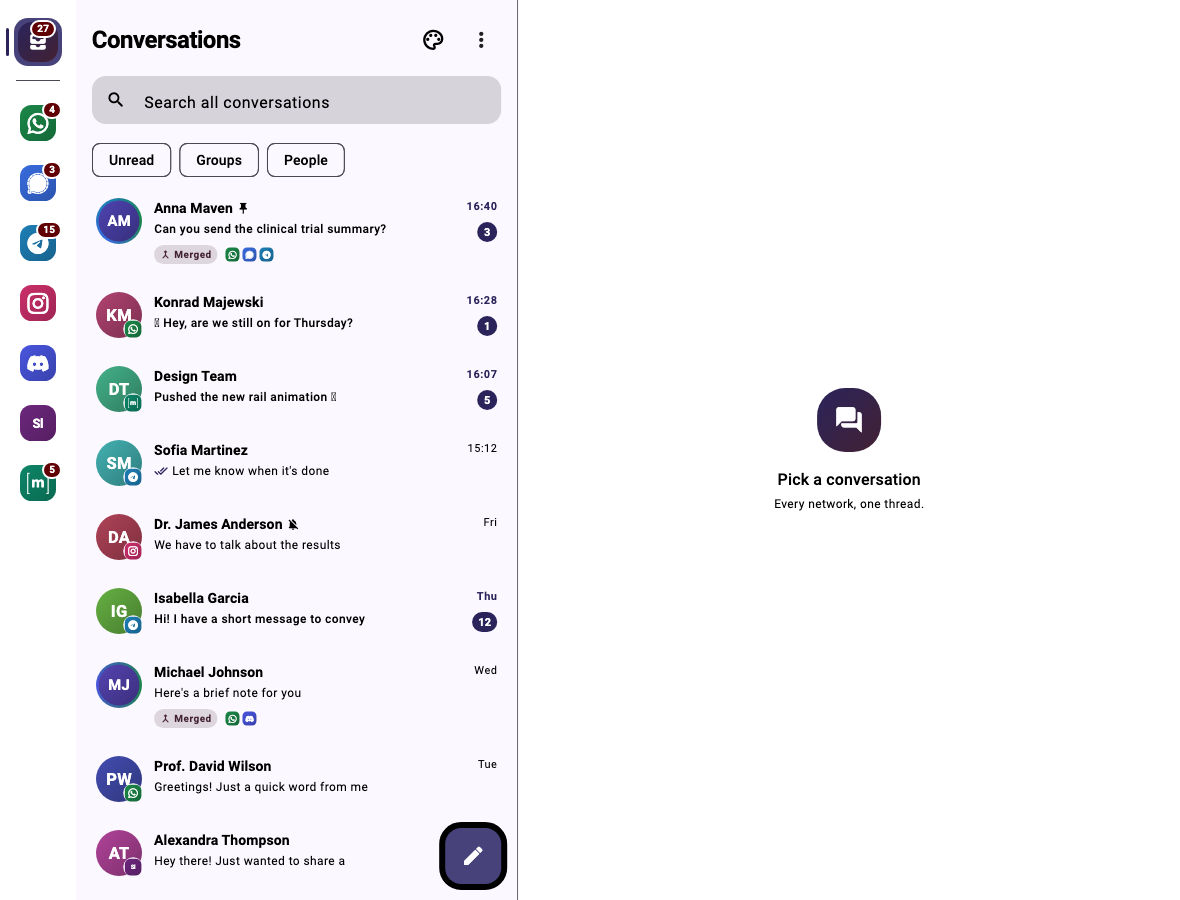 27
Conversations
Search all conversations
Unread
Groups
People
4
3
15
SI
[m]
5
AM
Anna Maven
16:40
Can you send the clinical trial summary?
3
Merged
KM
Konrad Majewski
16:28
Hey, are we still on for Thursday?
1
DT
Design Team
16:07
Pushed the new rail animation
5
[m]
SM
Sofia Martinez
15:12
Let me know when it's done
DA
Dr. James Anderson
Fri
We have to talk about the results
IG
Isabella Garcia
Thu
Hi! I have a short message to convey
12
MJ
Michael Johnson
Wed
Here's a brief note for you
Merged
PW
Prof. David Wilson
Tue
Greetings! Just a quick word from me
AT
Alexandra Thompson
Hey there! Just wanted to share a
SI
Pick a conversation
Every network, one thread.